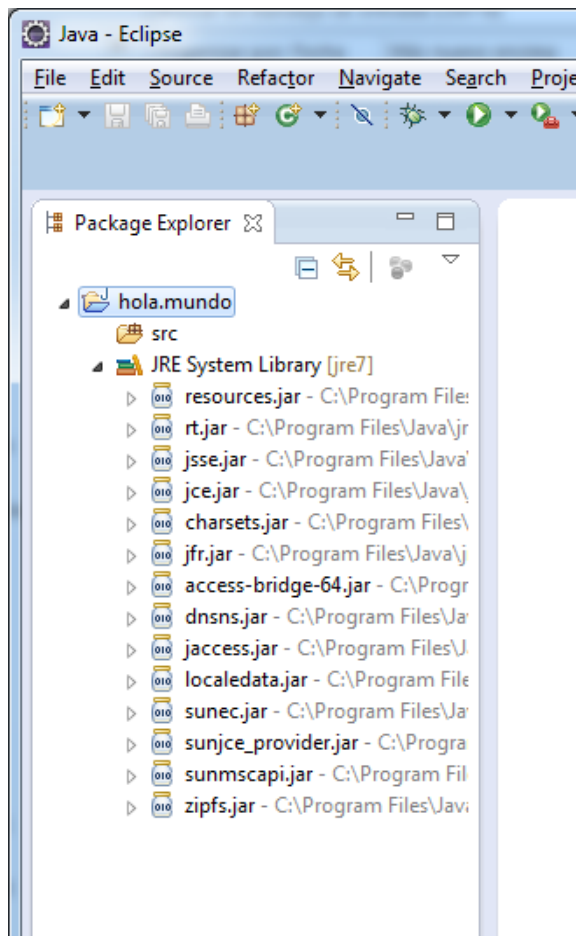 Java - Eclipse
File Edit Source Refactor Navigate Search Proje
Package Explorer
hola.mundo
src
JRE System Library [jre7]
resources.jar - C:\Program Files
rt.jar - C:\Program Files\Java\jr
jsse.jar - C:\Program Files\Java\
jce.jar - C:\Program Files\Java\j
charsets.jar - C:\Program Files\
jfr.jar - C:\Program Files\Java\j
access-bridge-64.jar - C:\Progr
dnsns.jar - C:\Program Files\Ja
jaccess.jar - C:\Program Files\J
localedata.jar - C:\Program File
sunec.jar - C:\Program Files\Ja
sunjce_provider.jar - C:\Progra
sunmscapi.jar - C:\Program Fil
zipfs.jar - C:\Program Files\Java